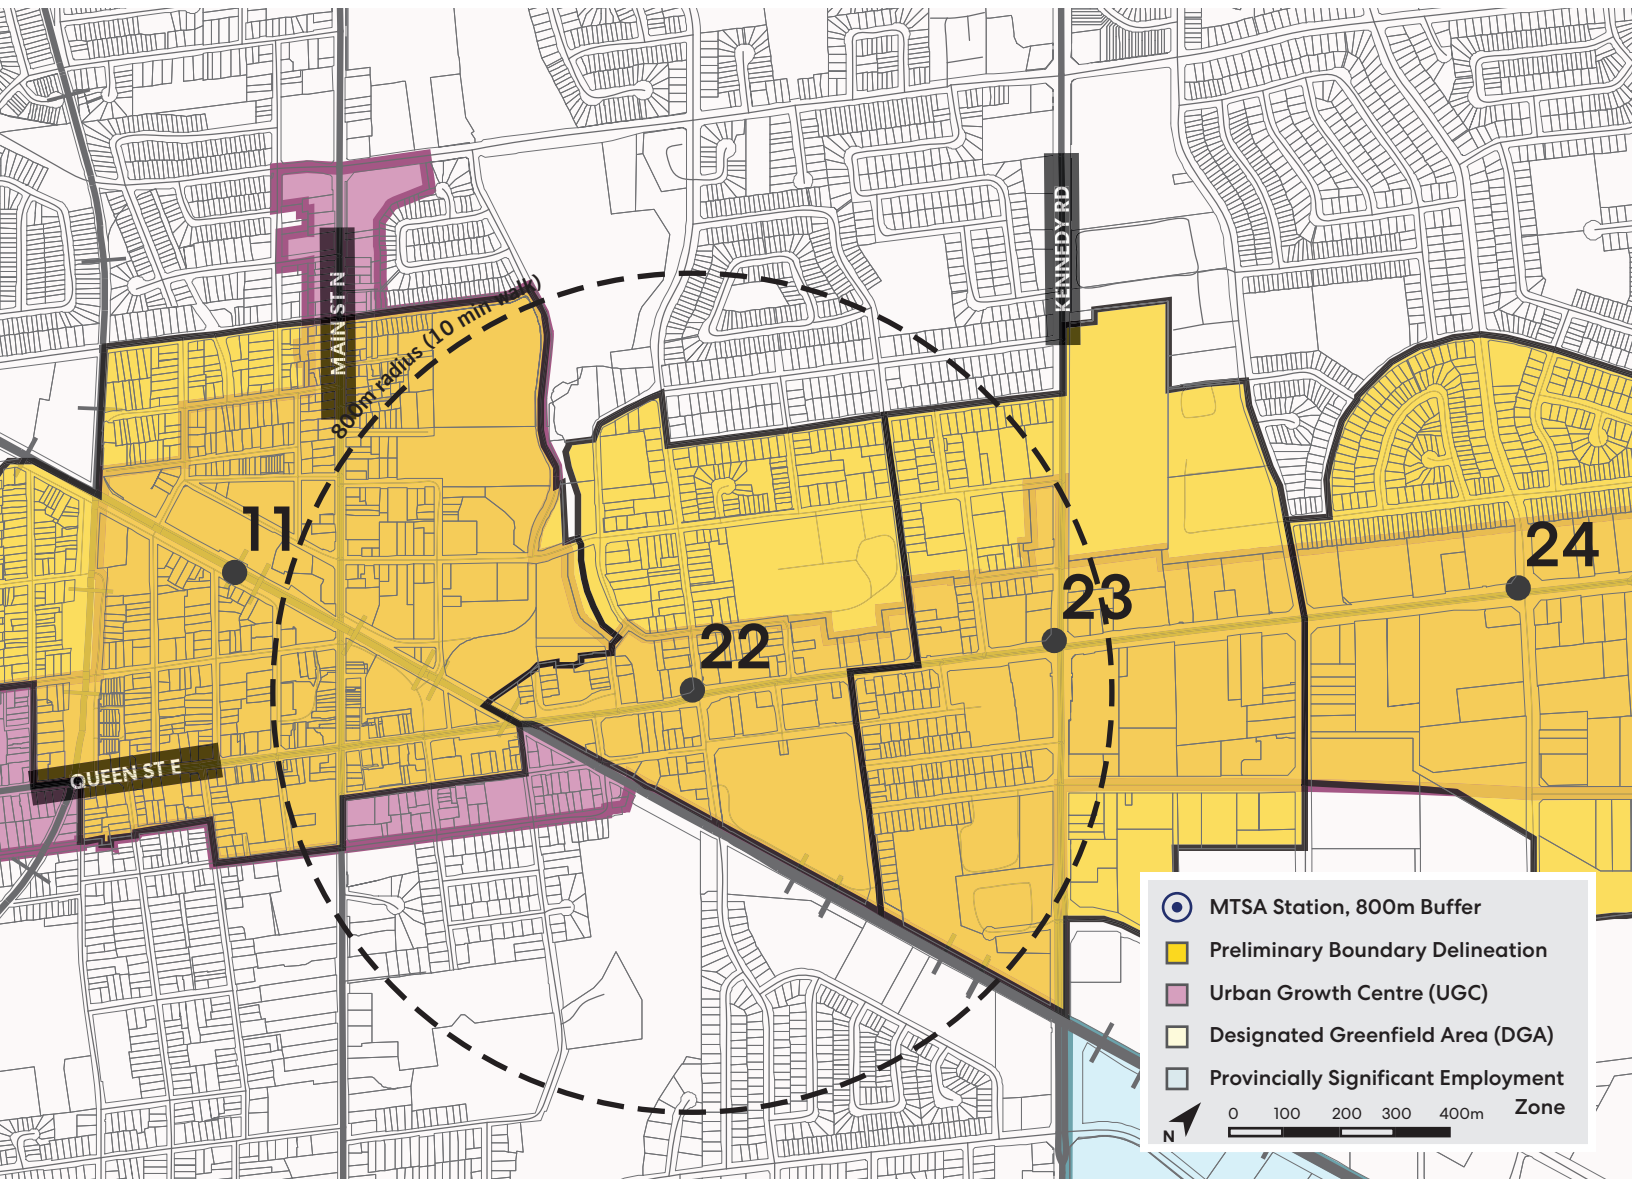 KENNEDY RD
MAIN ST N
800m radius (10 min walk)
11
24
23
22
QUEEN ST E
MTSA Station, 800m Buffer
Preliminary Boundary Delineation
Urban Growth Centre (UGC)
Designated Greenfield Area (DGA)
Provincially Significant Employment
Zone
N
0 100 200 300 400m